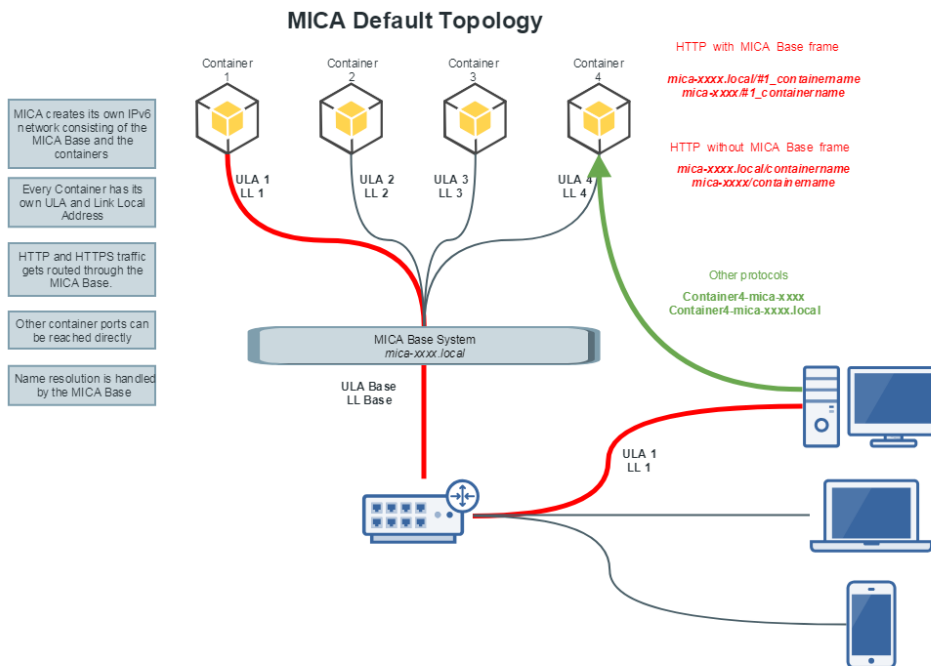 MICA Default Topology
Container
1
Container
2
Container
3
Container
4
HTTP with MICA Base frame
mica-xxxx.local/#1_containername
mica-xxxx/#1_containername
HTTP without MICA Base frame
mica-xxxx.local/containername
mica-xxxx/containername
MICA creates its own IPv6
network consisting of the
MICA Base and the
containers
Every Container has its
own ULA and Link Local
Address
HTTP and HTTPS traffic
gets routed through the
MICA Base.
Other container ports can
be reached directly
Name resolution is handled
by the MICA Base
ULA 1
LL 1
ULA 2
LL 2
ULA 3
LL 3
ULA 4
LL 4
Other protocols
Container4-mica-xxxx
Container4-mica-xxxx.local
MICA Base System
mica-xxxx.local
ULA Base
LL Base
ULA 1
LL 1